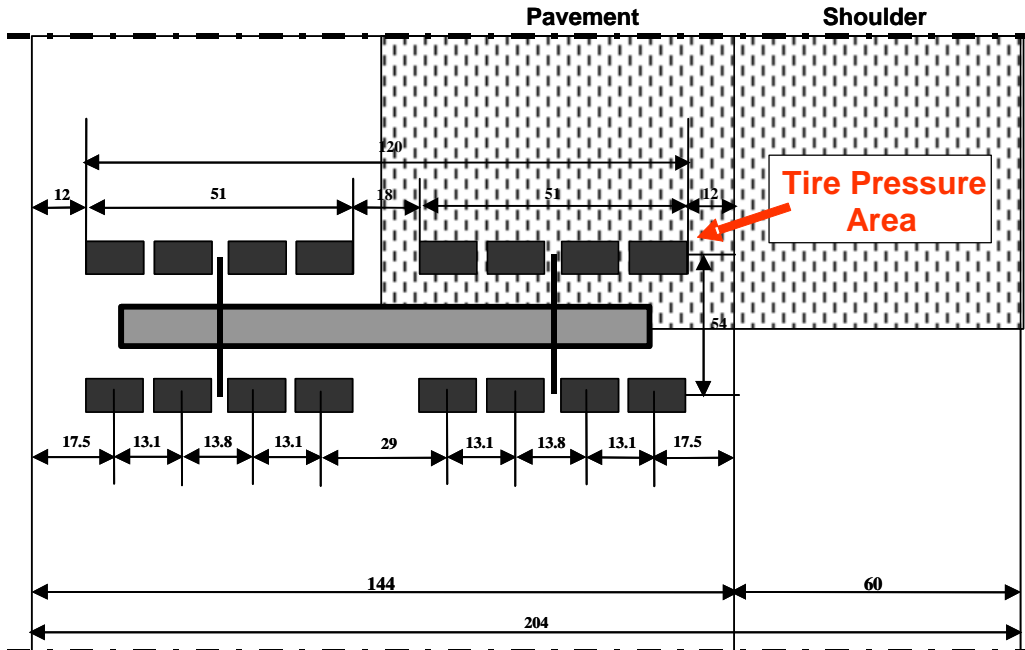 Pavement Shoulder
120
12 51 18 51 12
Tire Pressure
Area
54
17.5 13.1 13.8 13.1 29 13.1 13.8 13.1 17.5
144 60
204